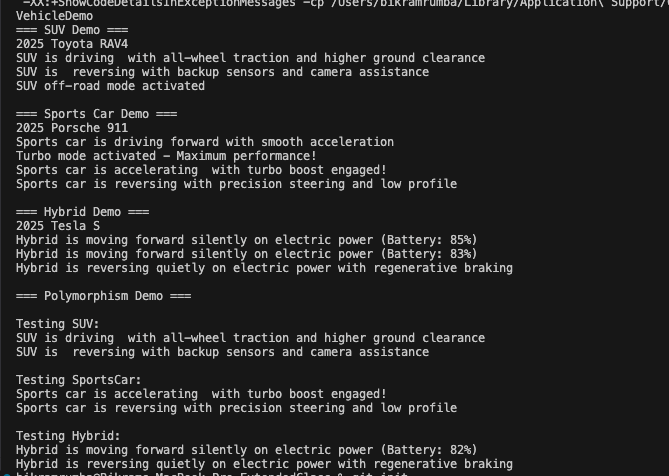 -XX:+ShowCodeDetailsInExceptionMessages -cp /Users/bikramrumba/Library/Application\ Support/
VehicleDemo
=== SUV Demo ===
2025 Toyota RAV4
SUV is driving  with all-wheel traction and higher ground clearance
SUV is  reversing with backup sensors and camera assistance
SUV off-road mode activated

=== Sports Car Demo ===
2025 Porsche 911
Sports car is driving forward with smooth acceleration
Turbo mode activated - Maximum performance!
Sports car is accelerating  with turbo boost engaged!
Sports car is reversing with precision steering and low profile

=== Hybrid Demo ===
2025 Tesla S
Hybrid is moving forward silently on electric power (Battery: 85%)
Hybrid is moving forward silently on electric power (Battery: 83%)
Hybrid is reversing quietly on electric power with regenerative braking

=== Polymorphism Demo ===

Testing SUV:
SUV is driving  with all-wheel traction and higher ground clearance
SUV is  reversing with backup sensors and camera assistance

Testing SportsCar:
Sports car is accelerating  with turbo boost engaged!
Sports car is reversing with precision steering and low profile

Testing Hybrid:
Hybrid is moving forward silently on electric power (Battery: 82%)
Hybrid is reversing quietly on electric power with regenerative braking